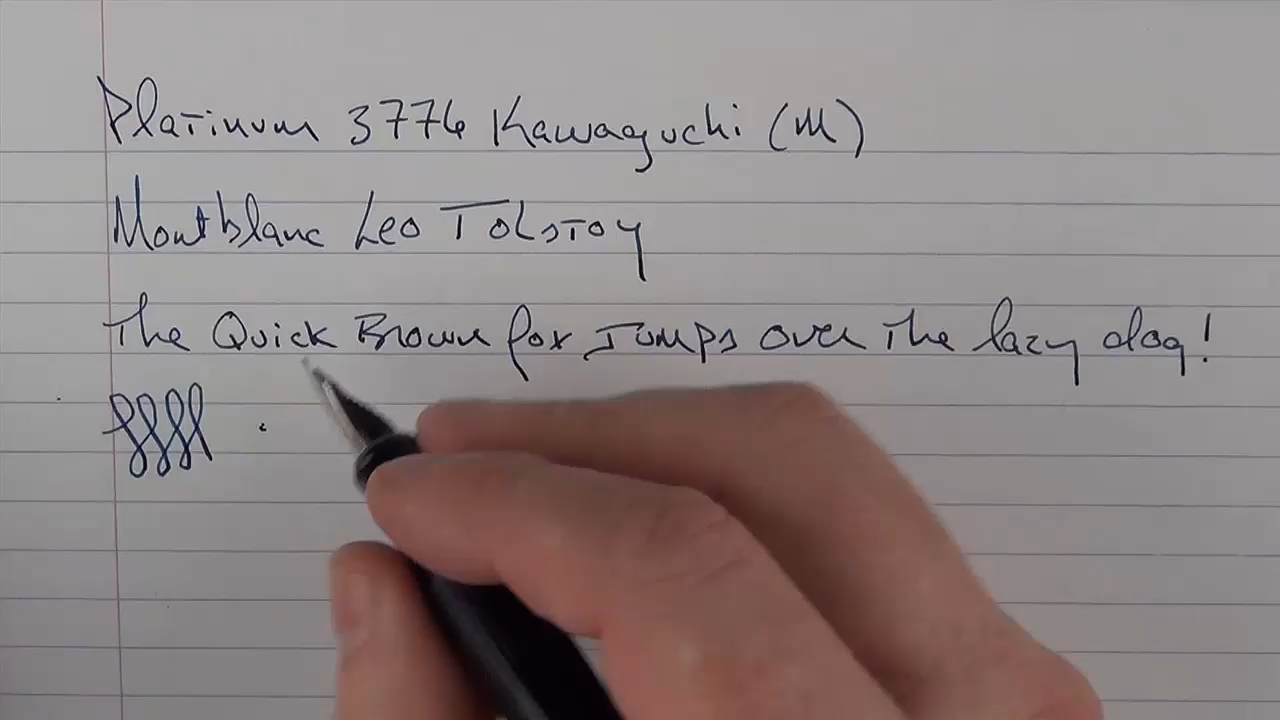 Platinum 3776 Kawaguchi (M)
Montblanc Leo Tolstoy
The Quick Brown fox Jumps over The lazy dog!